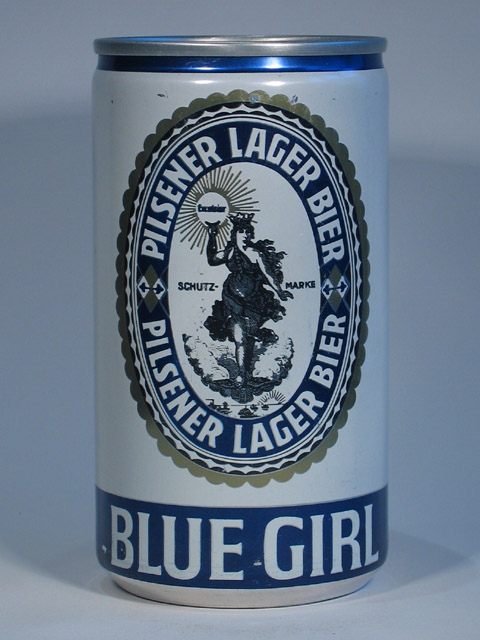 PILSENER LAGER BIER
Excelsior
SCHUTZ- MARKE
PILSENER LAGER BIER
BLUE GIRL